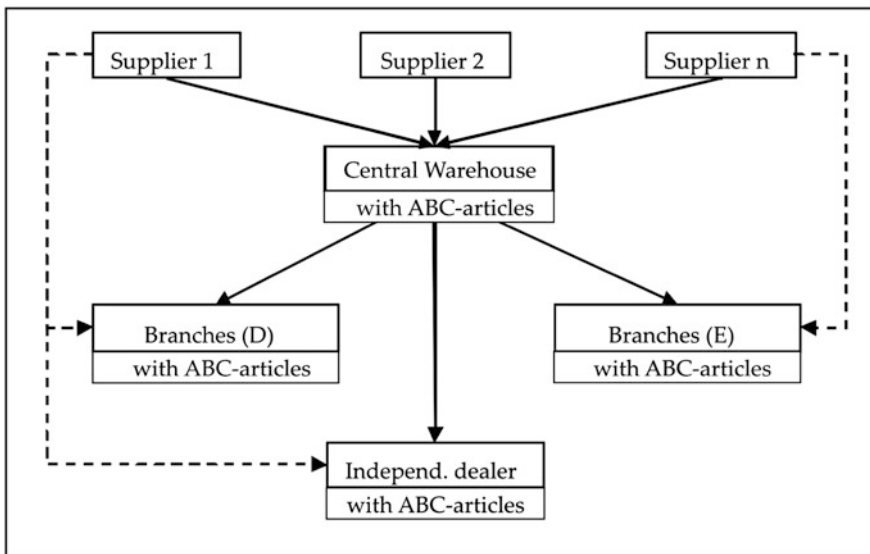 Supplier 1
Supplier 2
Supplier n
Central Warehouse
with ABC-articles
Branches (D)
with ABC-articles
Branches (E)
with ABC-articles
Independ. dealer
with ABC-articles